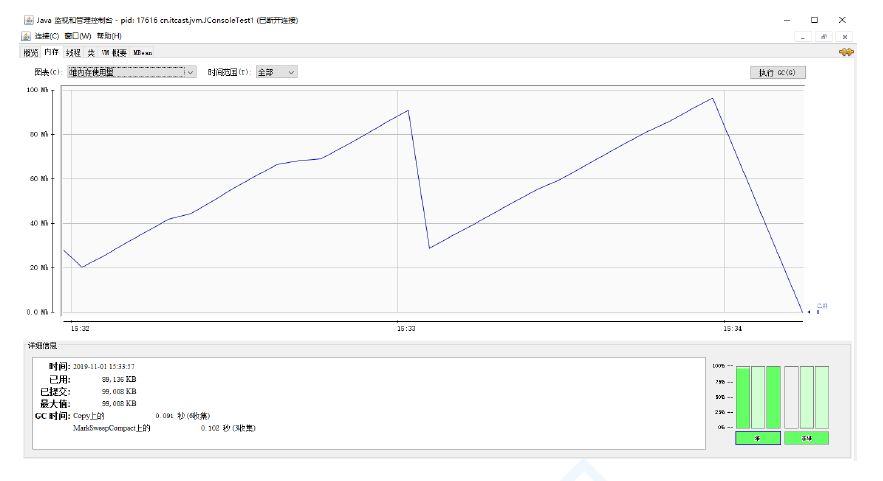 Java 监视和管理控制台 - pid: 17616 cn.itcast.jvm.JConsoleTest1 (已断开连接)
连接(C) 窗口(W) 帮助(H)
概览 内存 线程 类 VM 概要 MBean
图表(C): 堆内存使用量 时间范围(T): 全部 执行 GC(G)
100 Mb
80 Mb
60 Mb
40 Mb
20 Mb
0.0 Mb
已用
0
15:32 15:33 15:34
详细信息
时间: 2019-11-01 15:33:57
已用: 89,136 KB
已提交: 99,008 KB
最大值: 99,008 KB
GC 时间: Copy上的 0.091 秒 (6收集)
MarkSweepCompact上的 0.102 秒 (3收集)
100% --
75% --
50% --
25% --
0% --
堆 非堆